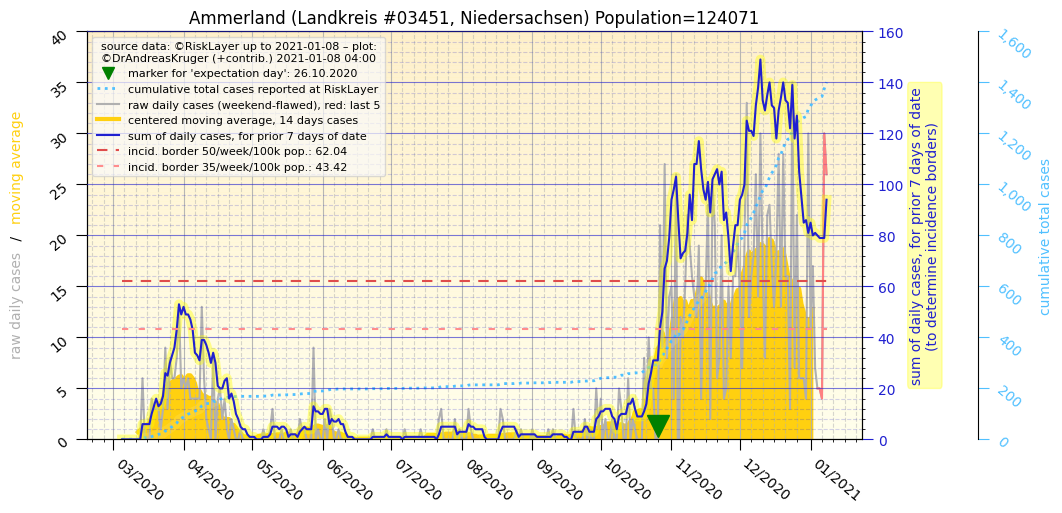 Ammerland (Landkreis #03451, Niedersachsen) Population=124071
source data: ©RiskLayer up to 2021-01-08 – plot:
©DrAndreasKruger (+contrib.) 2021-01-08 04:00
marker for 'expectation day': 26.10.2020
cumulative total cases reported at RiskLayer
raw daily cases (weekend-flawed), red: last 5
centered moving average, 14 days cases
sum of daily cases, for prior 7 days of date
incid. border 50/week/100k pop.: 62.04
incid. border 35/week/100k pop.: 43.42
raw daily cases / moving average
40
35
30
25
20
15
10
5
0
03/2020
04/2020
05/2020
06/2020
07/2020
08/2020
09/2020
10/2020
11/2020
12/2020
01/2021
160
140
120
100
80
60
40
20
0
sum of daily cases, for prior 7 days of date
(to determine incidence borders)
1,600
1,400
1,200
1,000
800
600
400
200
0
cumulative total cases